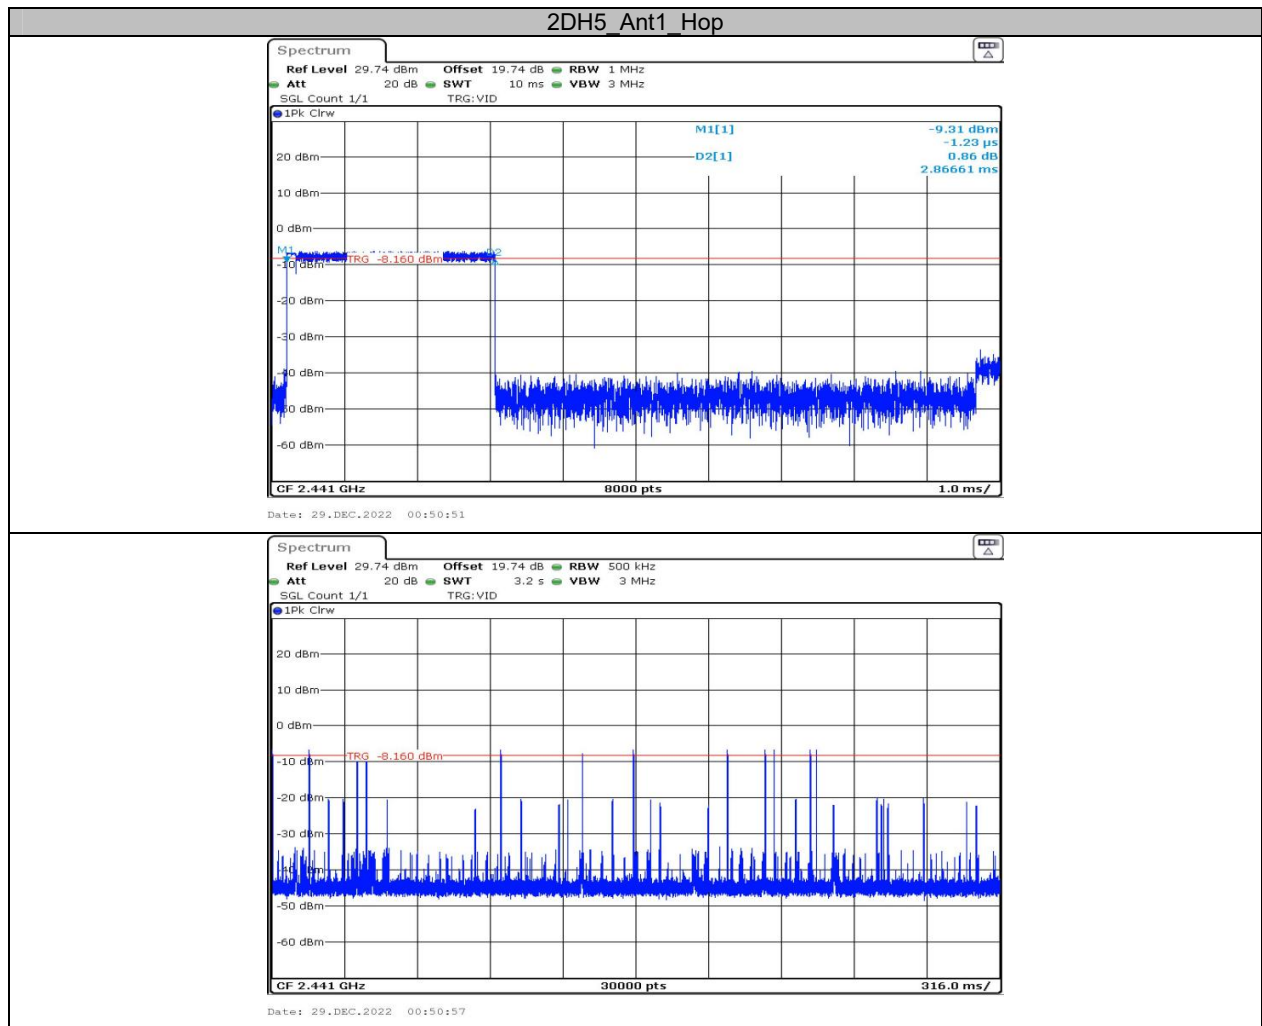 2DH5_Ant1_Hop
Spectrum
Ref Level 29.74 dBm Offset 19.74 dB RBW 1 MHz
Att 20 dB SWT 10 ms VBW 3 MHz
SGL Count 1/1 TRG:VID
1Pk Clrw
M1[1] -9.31 dBm
-1.23 µs
D2[1] 0.86 dB
2.86661 ms
20 dBm
10 dBm
0 dBm
M1
D2
TRG -8.160 dBm
-10 dBm
-20 dBm
-30 dBm
-40 dBm
-50 dBm
-60 dBm
CF 2.441 GHz 8000 pts 1.0 ms/
Date: 29.DEC.2022 00:50:51
Spectrum
Ref Level 29.74 dBm Offset 19.74 dB RBW 500 kHz
Att 20 dB SWT 3.2 s VBW 3 MHz
SGL Count 1/1 TRG:VID
1Pk Clrw
20 dBm
10 dBm
0 dBm
TRG -8.160 dBm
-10 dBm
-20 dBm
-30 dBm
-40 dBm
-50 dBm
-60 dBm
CF 2.441 GHz 30000 pts 316.0 ms/
Date: 29.DEC.2022 00:50:57